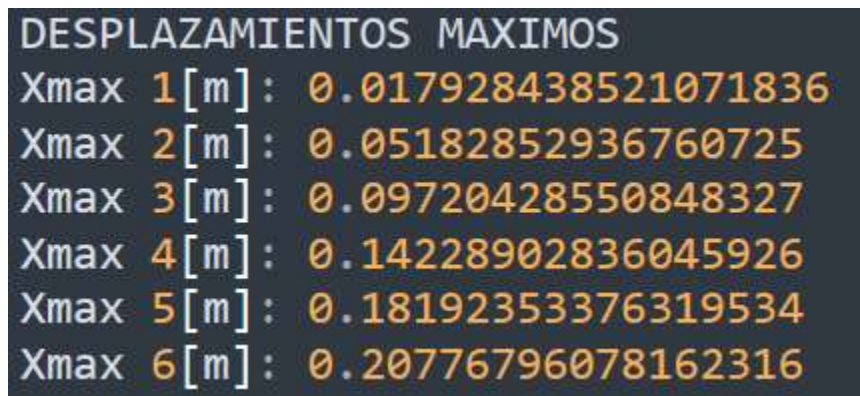 DESPLAZAMIENTOS MAXIMOS
Xmax 1[m]: 0.017928438521071836
Xmax 2[m]: 0.05182852936760725
Xmax 3[m]: 0.09720428550848327
Xmax 4[m]: 0.14228902836045926
Xmax 5[m]: 0.18192353376319534
Xmax 6[m]: 0.20776796078162316